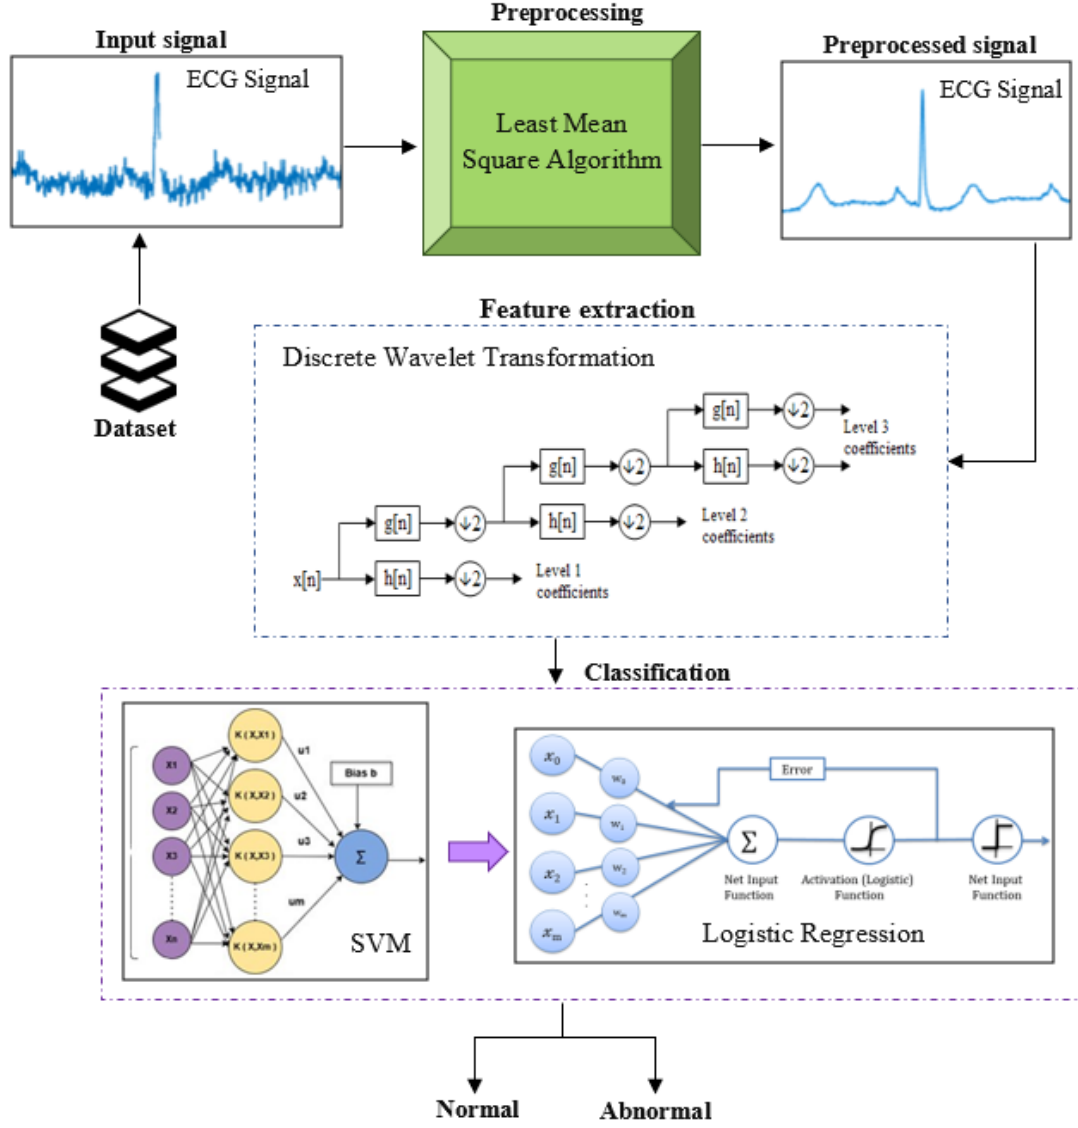 Preprocessing
Input signal
Preprocessed signal
ECG Signal
Least Mean
Square Algorithm
ECG Signal
Dataset
Feature extraction
Discrete Wavelet Transformation
g[n]
↓2
Level 3
coefficients
g[n]
↓2
h[n]
↓2
g[n]
↓2
h[n]
↓2
Level 2
coefficients
x[n]
h[n]
↓2
Level 1
coefficients
Classification
K ( X,X1 )
u1
X1
Bias b
K ( X,X2 )
u2
X2
K ( X,X3 )
u3
X3
Σ
um
Xn
K ( X,Xm )
SVM
x0
w0
Error
x1
w1
Σ
x2
w2
Net Input
Function
Activation (Logistic)
Function
Net Input
Function
xm
wm
Logistic Regression
Normal
Abnormal